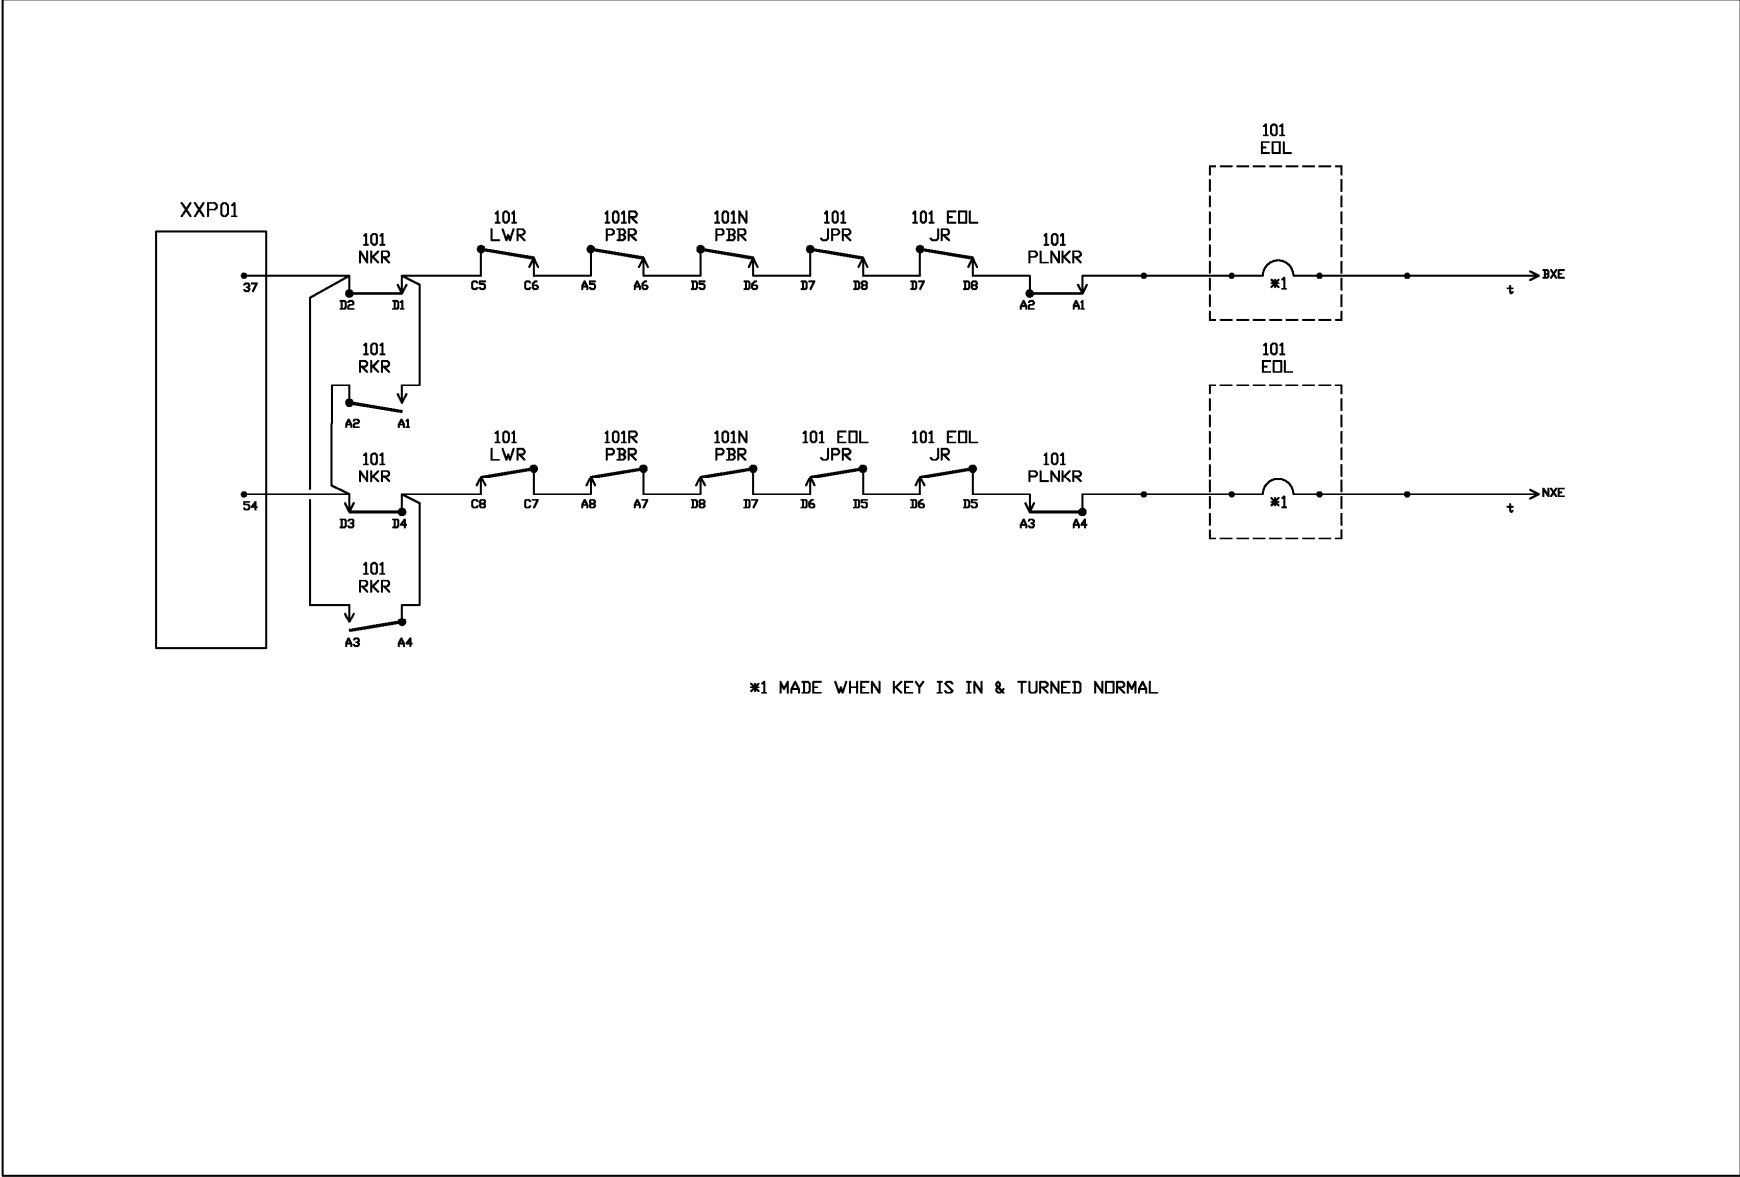 101
EOL
XXP01
101
LWR
101R
PBR
101N
PBR
101
JPR
101 EOL
JR
101
NKR
101
PLNKR
37
D2
D1
C5
C6
A5
A6
D5
D6
D7
D8
D7
D8
A2
A1
*1
BXE
t
101
RKR
101
EOL
A2
A1
101
NKR
101
LWR
101R
PBR
101N
PBR
101 EOL
JPR
101 EOL
JR
101
PLNKR
54
D3
D4
C8
C7
A8
A7
D8
D7
D6
D5
D6
D5
A3
A4
*1
NXE
t
101
RKR
A3
A4
*1 MADE WHEN KEY IS IN & TURNED NORMAL